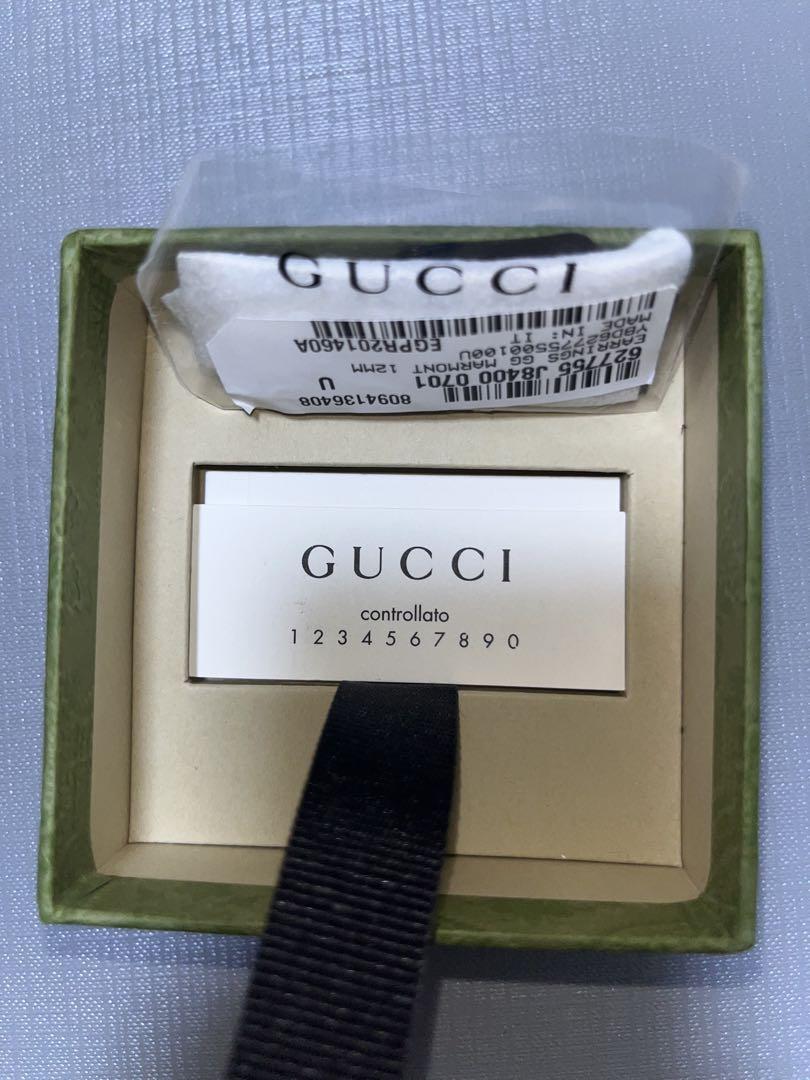 GUCCI
8094136408
U
627755 J8400 0701
EARRINGS GG MARMONT 12MM
YBD62775500100U
MADE IN: IT
EGPR201460A
GUCCI
controllato
1 2 3 4 5 6 7 8 9 0